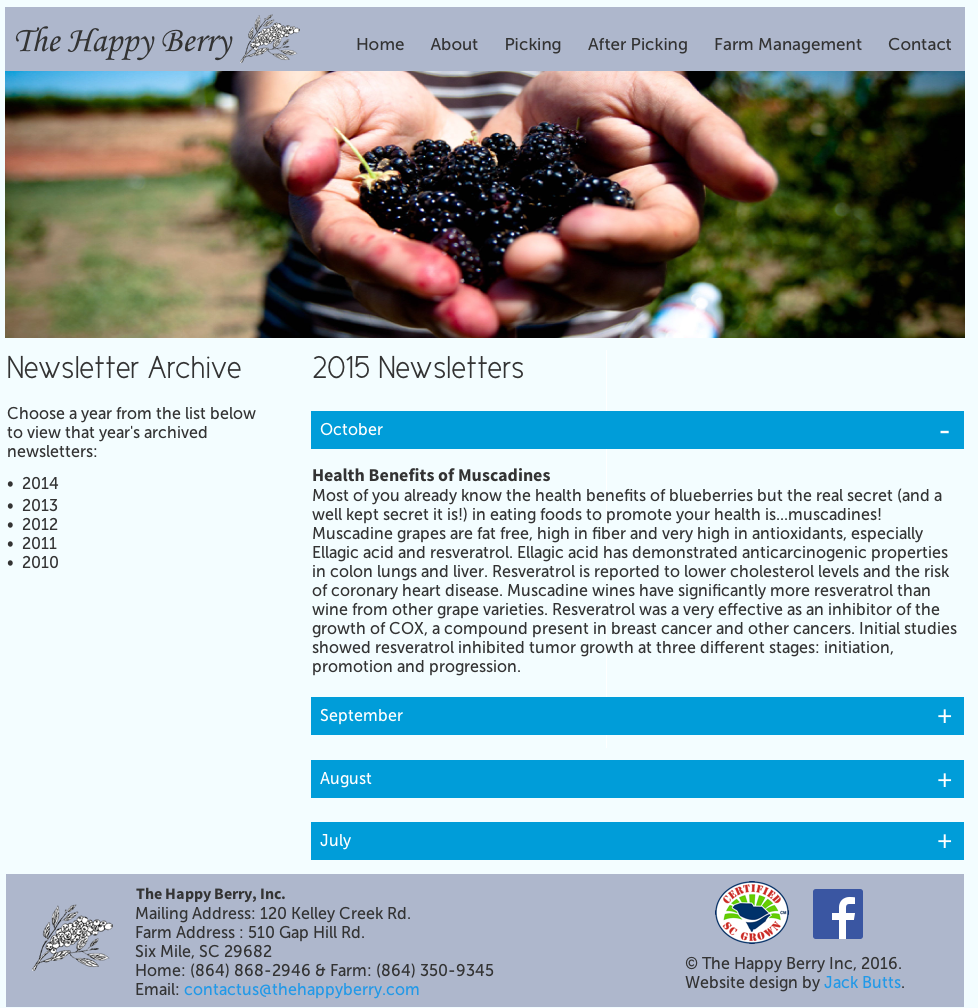 The Happy Berry
Home About Picking After Picking Farm Management Contact
Newsletter Archive
Choose a year from the list below
to view that year's archived
newsletters:
• 2014
• 2013
• 2012
• 2011
• 2010
2015 Newsletters
October -
Health Benefits of Muscadines
Most of you already know the health benefits of blueberries but the real secret (and a
well kept secret it is!) in eating foods to promote your health is...muscadines!
Muscadine grapes are fat free, high in fiber and very high in antioxidants, especially
Ellagic acid and resveratrol. Ellagic acid has demonstrated anticarcinogenic properties
in colon lungs and liver. Resveratrol is reported to lower cholesterol levels and the risk
of coronary heart disease. Muscadine wines have significantly more resveratrol than
wine from other grape varieties. Resveratrol was a very effective as an inhibitor of the
growth of COX, a compound present in breast cancer and other cancers. Initial studies
showed resveratrol inhibited tumor growth at three different stages: initiation,
promotion and progression.
September +
August +
July +
The Happy Berry, Inc.
Mailing Address: 120 Kelley Creek Rd.
Farm Address : 510 Gap Hill Rd.
Six Mile, SC 29682
Home: (864) 868-2946 & Farm: (864) 350-9345
Email: contactus@thehappyberry.com
CERTIFIED
SC GROWN
f
© The Happy Berry Inc, 2016.
Website design by Jack Butts.